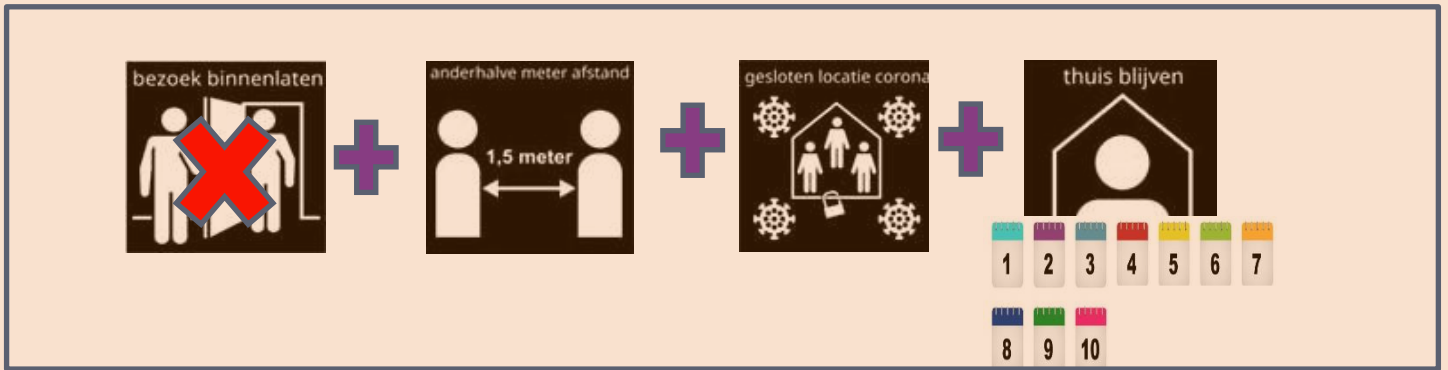 bezoek binnenlaten
anderhalve meter afstand
1,5 meter
gesloten locatie corona
thuis blijven
1 2 3 4 5 6 7
8 9 10